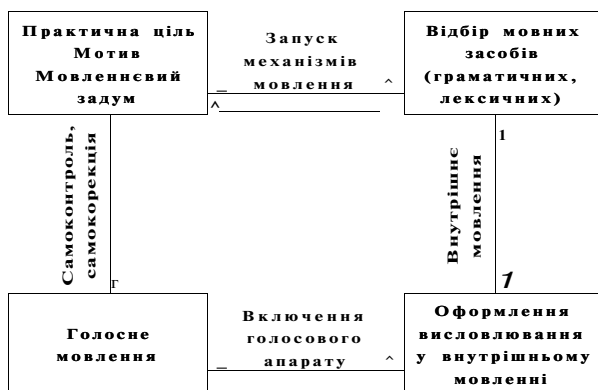 Практична ціль
Мотив
Мовленнєвий
задум
Запуск
механізмів
мовлення
Відбір мовних
засобів
(граматичних,
лексичних)
Самоконтроль,
самокорекція
Внутрішнє
мовлення
Голосне
мовлення
Включення
голосового
апарату
Оформлення
висловлювання
у внутрішньому
мовленні